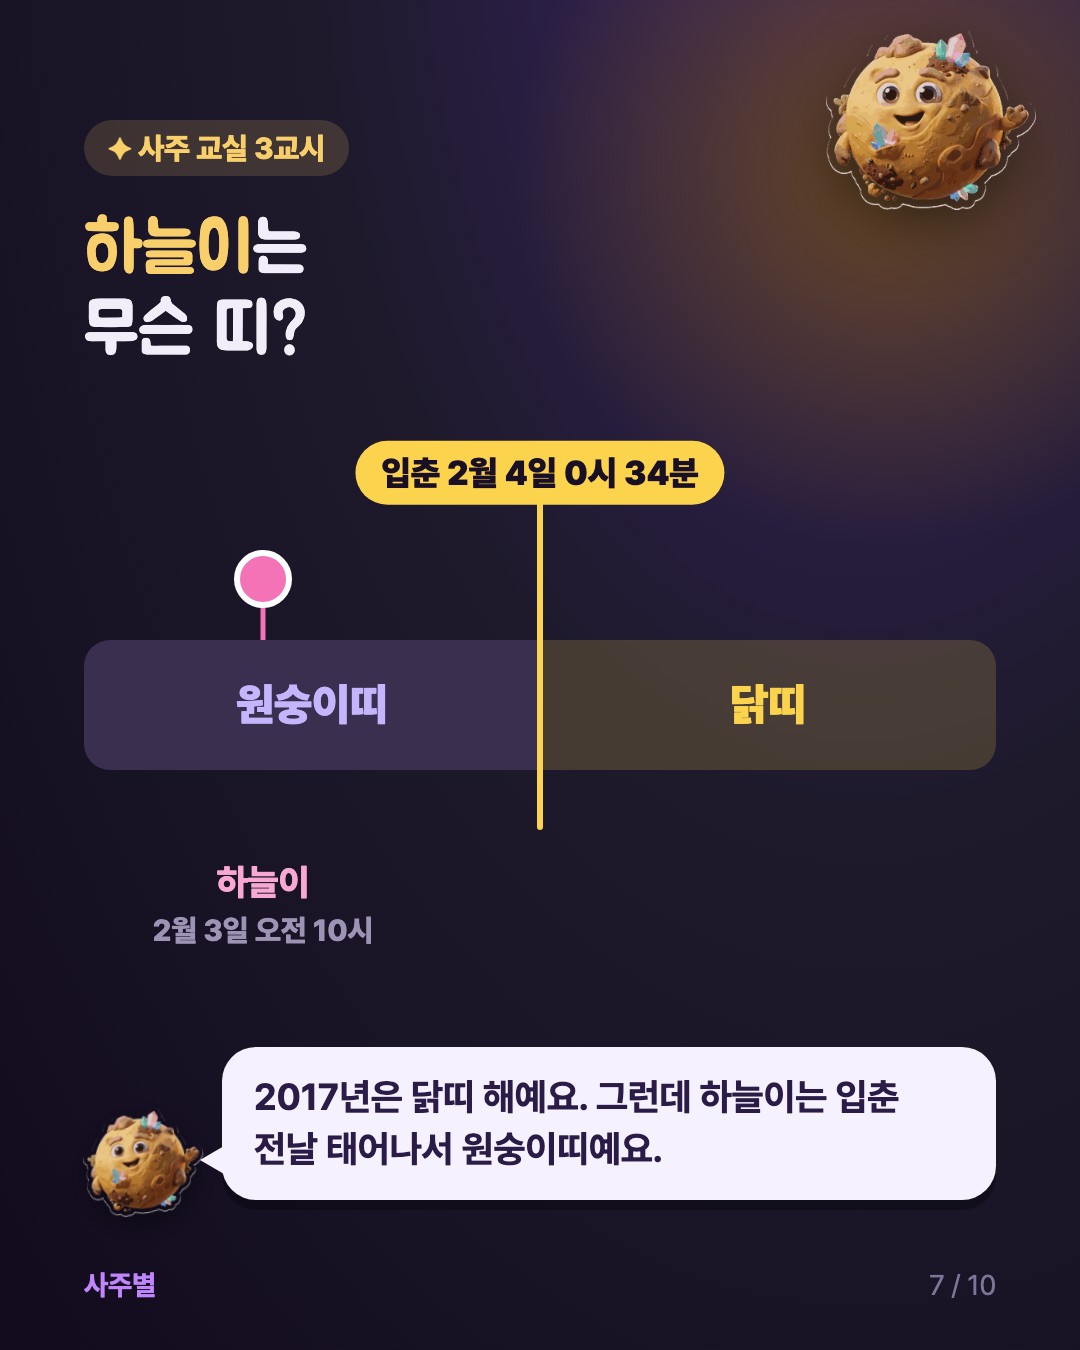 ✦ 사주 교실 3교시
하늘이는
무슨 띠?
입춘 2월 4일 0시 34분
원숭이띠
닭띠
하늘이
2월 3일 오전 10시
2017년은 닭띠 해예요. 그런데 하늘이는 입춘
전날 태어나서 원숭이띠예요.
사주별
7 / 10